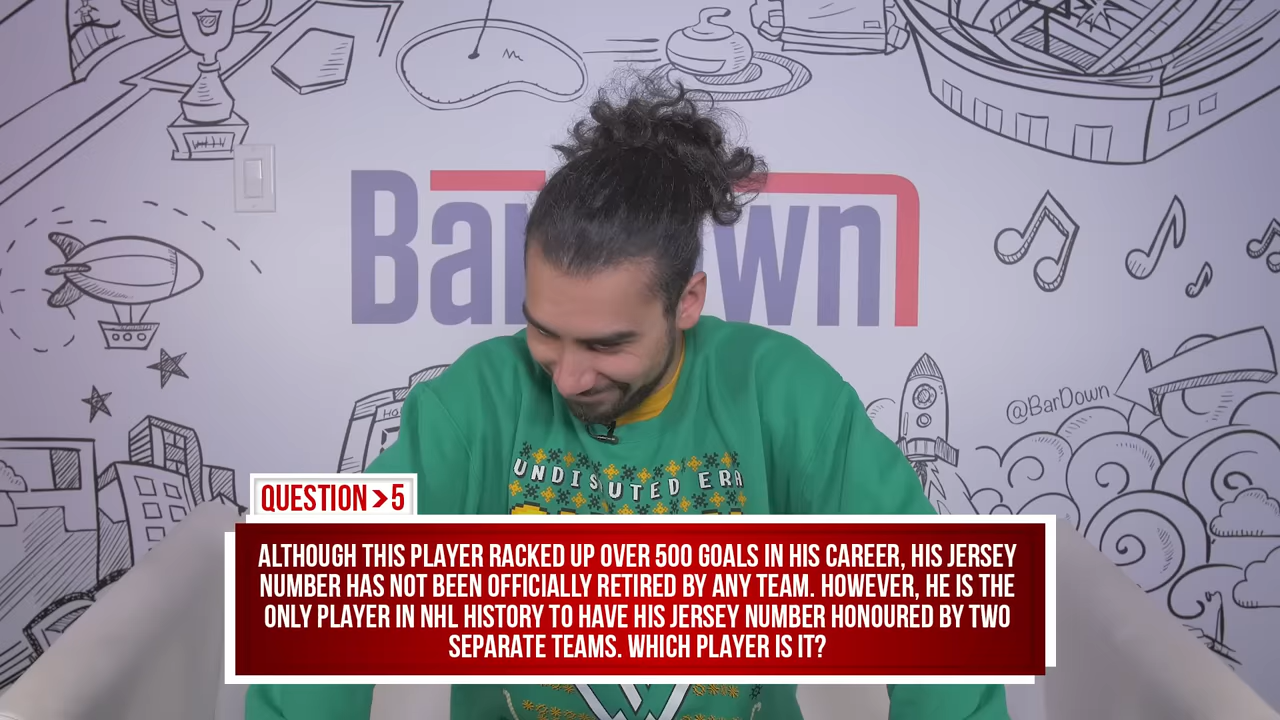 BarDown
@BarDown
UNDISPUTED ERA
QUESTION > 5
ALTHOUGH THIS PLAYER RACKED UP OVER 500 GOALS IN HIS CAREER, HIS JERSEY
NUMBER HAS NOT BEEN OFFICIALLY RETIRED BY ANY TEAM. HOWEVER, HE IS THE
ONLY PLAYER IN NHL HISTORY TO HAVE HIS JERSEY NUMBER HONOURED BY TWO
SEPARATE TEAMS. WHICH PLAYER IS IT?